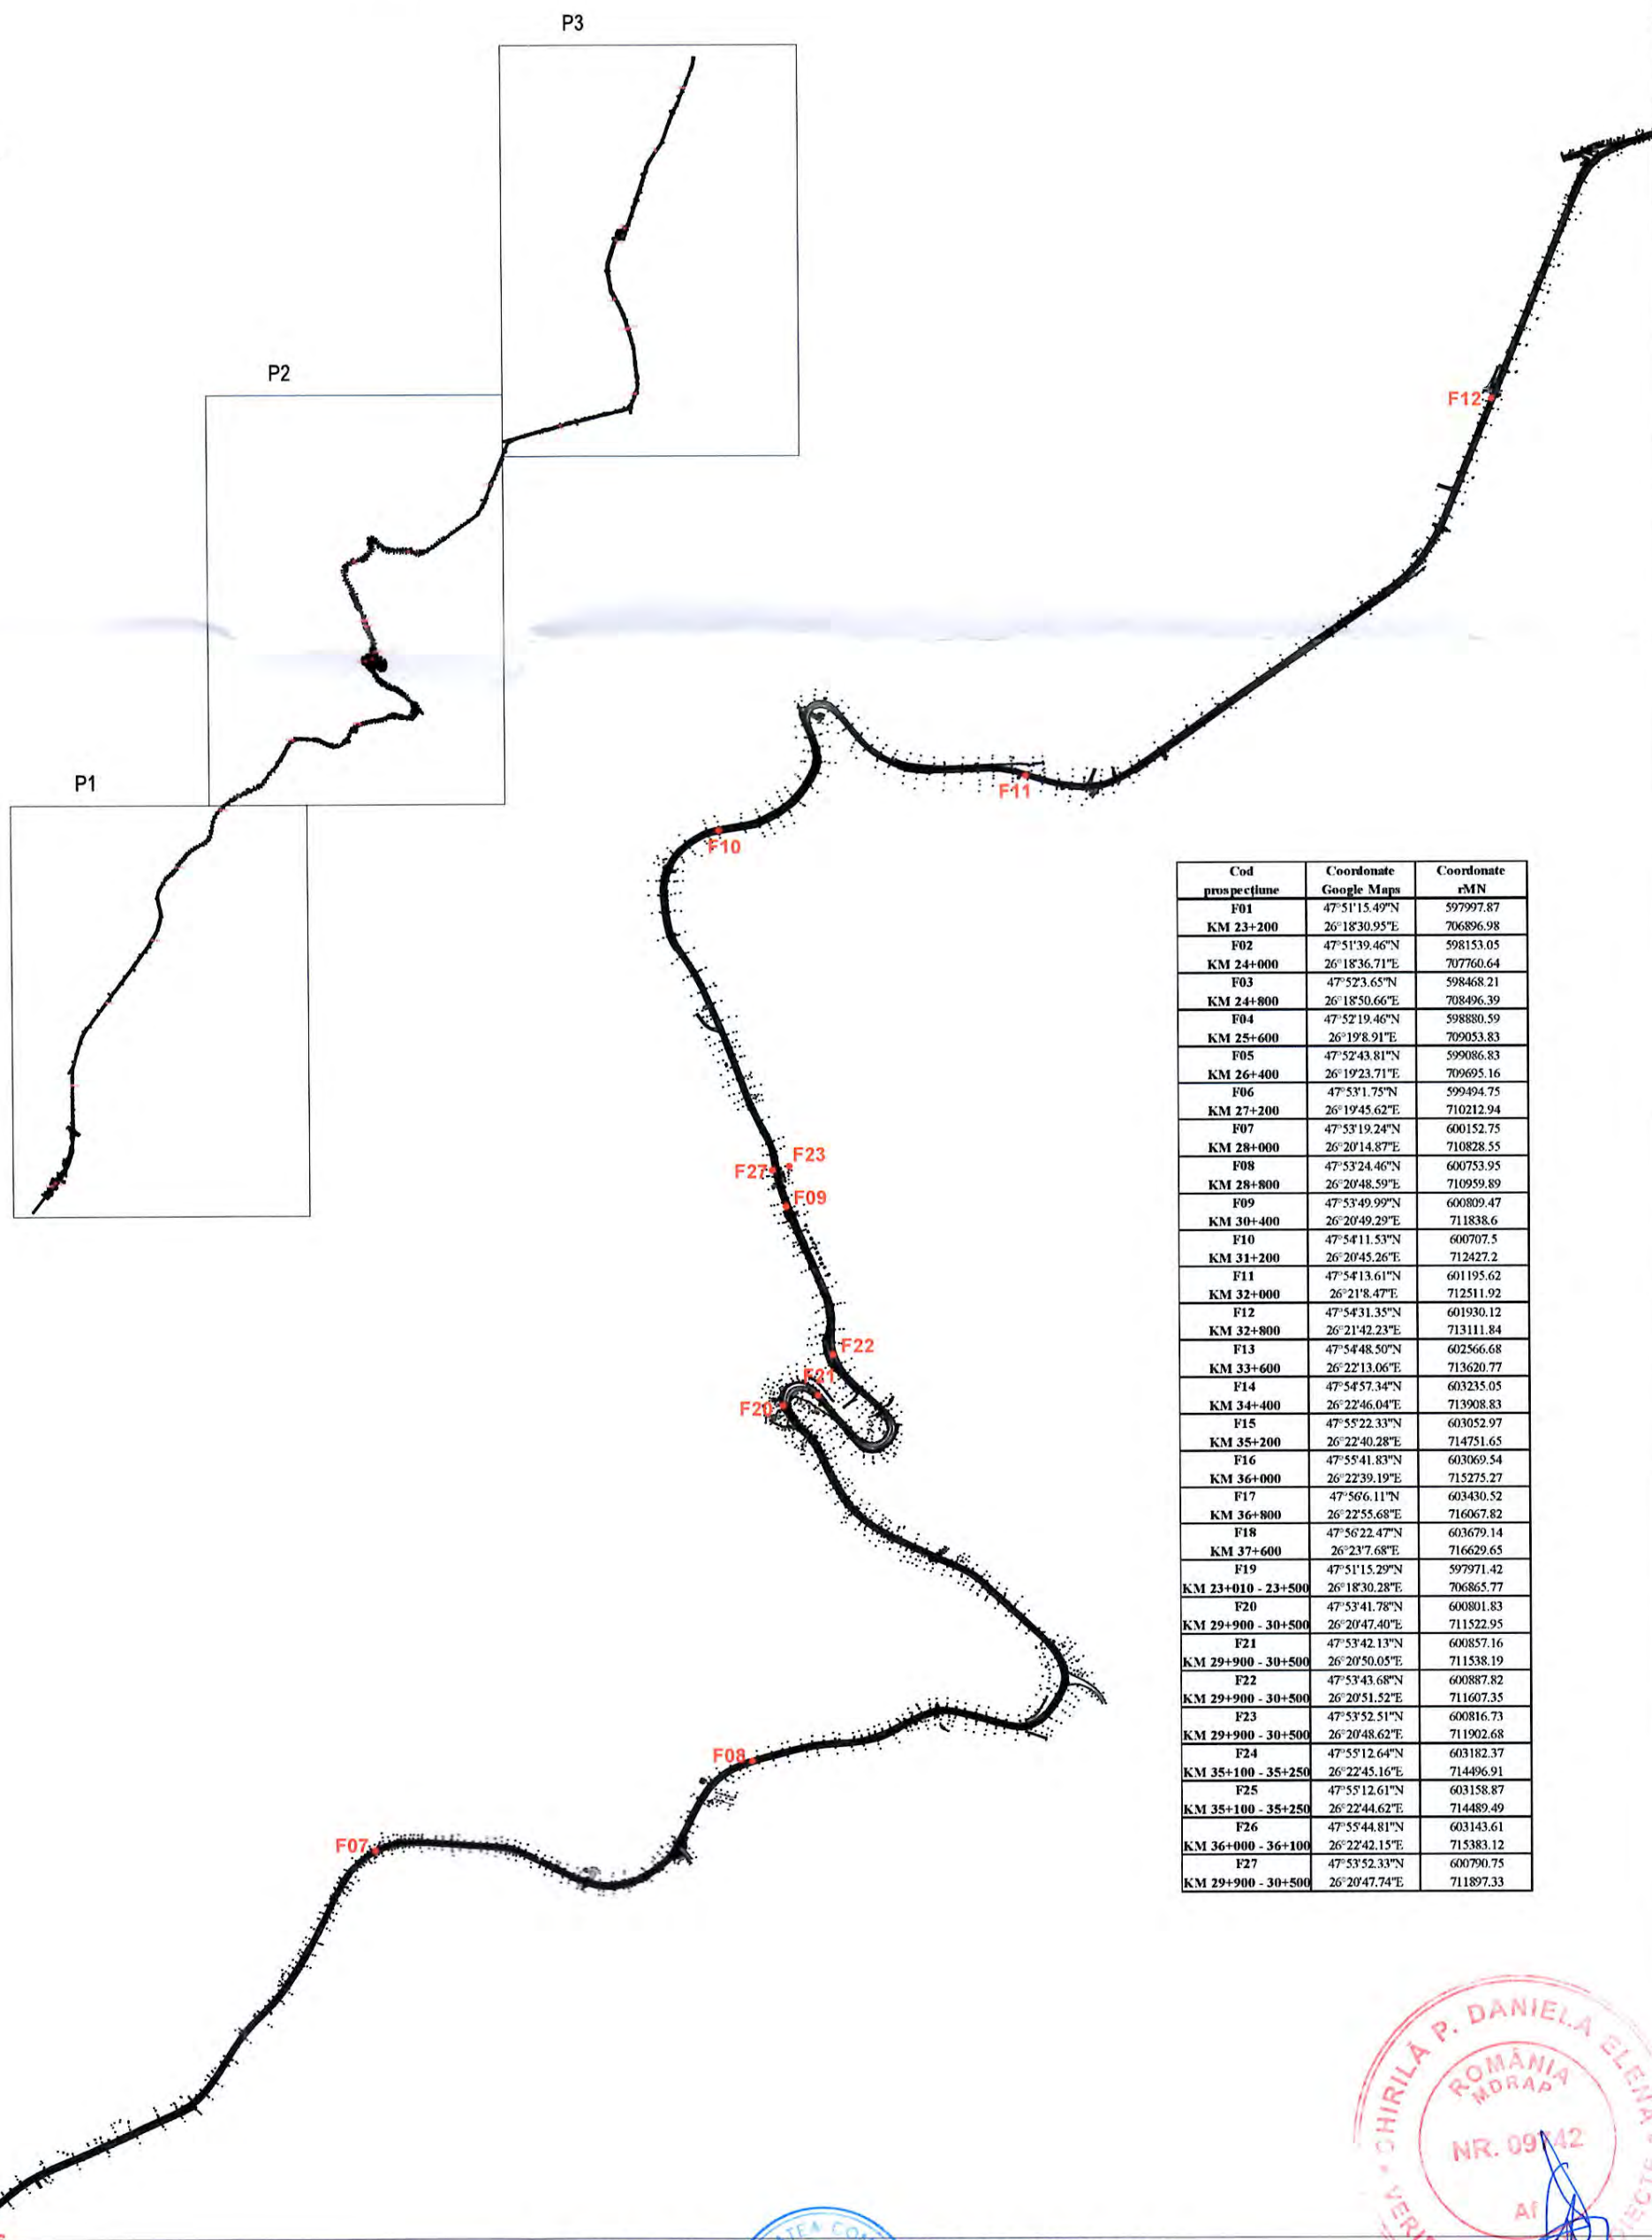 P3
P2
P1
F12
F11
F10
F23
F27
F09
F22
F21
F20
F08
F07
Cod prospecțiune Coordonate Google Maps Coordonate rMN
F01 47°51'15.49"N 597997.87
KM 23+200 26°18'30.95"E 706896.98
F02 47°51'39.46"N 598153.05
KM 24+000 26°18'36.71"E 707760.64
F03 47°52'3.65"N 598468.21
KM 24+800 26°18'50.66"E 708496.39
F04 47°52'19.46"N 598880.59
KM 25+600 26°19'8.91"E 709053.83
F05 47°52'43.81"N 599086.83
KM 26+400 26°19'23.71"E 709695.16
F06 47°53'1.75"N 599494.75
KM 27+200 26°19'45.62"E 710212.94
F07 47°53'19.24"N 600152.75
KM 28+000 26°20'14.87"E 710828.55
F08 47°53'24.46"N 600753.95
KM 28+800 26°20'48.59"E 710959.89
F09 47°53'49.99"N 600809.47
KM 30+400 26°20'49.29"E 711838.6
F10 47°54'11.53"N 600707.5
KM 31+200 26°20'45.26"E 712427.2
F11 47°54'13.61"N 601195.62
KM 32+000 26°21'8.47"E 712511.92
F12 47°54'31.35"N 601930.12
KM 32+800 26°21'42.23"E 713111.84
F13 47°54'48.50"N 602566.68
KM 33+600 26°22'13.06"E 713620.77
F14 47°54'57.34"N 603235.05
KM 34+400 26°22'46.04"E 713908.83
F15 47°55'22.33"N 603052.97
KM 35+200 26°22'40.28"E 714751.65
F16 47°55'41.83"N 603069.54
KM 36+000 26°22'39.19"E 715275.27
F17 47°56'6.11"N 603430.52
KM 36+800 26°22'55.68"E 716067.82
F18 47°56'22.47"N 603679.14
KM 37+600 26°23'7.68"E 716629.65
F19 47°51'15.29"N 597971.42
KM 23+010 - 23+500 26°18'30.28"E 706865.77
F20 47°53'41.78"N 600801.83
KM 29+900 - 30+500 26°20'47.40"E 711522.95
F21 47°53'42.13"N 600857.16
KM 29+900 - 30+500 26°20'50.05"E 711538.19
F22 47°53'43.68"N 600887.82
KM 29+900 - 30+500 26°20'51.52"E 711607.35
F23 47°53'52.51"N 600816.73
KM 29+900 - 30+500 26°20'48.62"E 711902.68
F24 47°55'12.64"N 603182.37
KM 35+100 - 35+250 26°22'45.16"E 714496.91
F25 47°55'12.61"N 603158.87
KM 35+100 - 35+250 26°22'44.62"E 714489.49
F26 47°55'44.81"N 603143.61
KM 36+000 - 36+100 26°22'42.15"E 715383.12
F27 47°53'52.33"N 600790.75
KM 29+900 - 30+500 26°20'47.74"E 711897.33
CHIRILĂ P. DANIELA ELENA
ROMÂNIA
MDRAP
NR.
Af